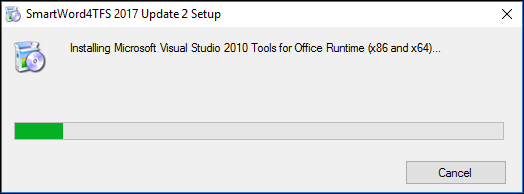 SmartWord4TFS 2017 Update 2 Setup
Installing Microsoft Visual Studio 2010 Tools for Office Runtime (x86 and x64)...
Cancel